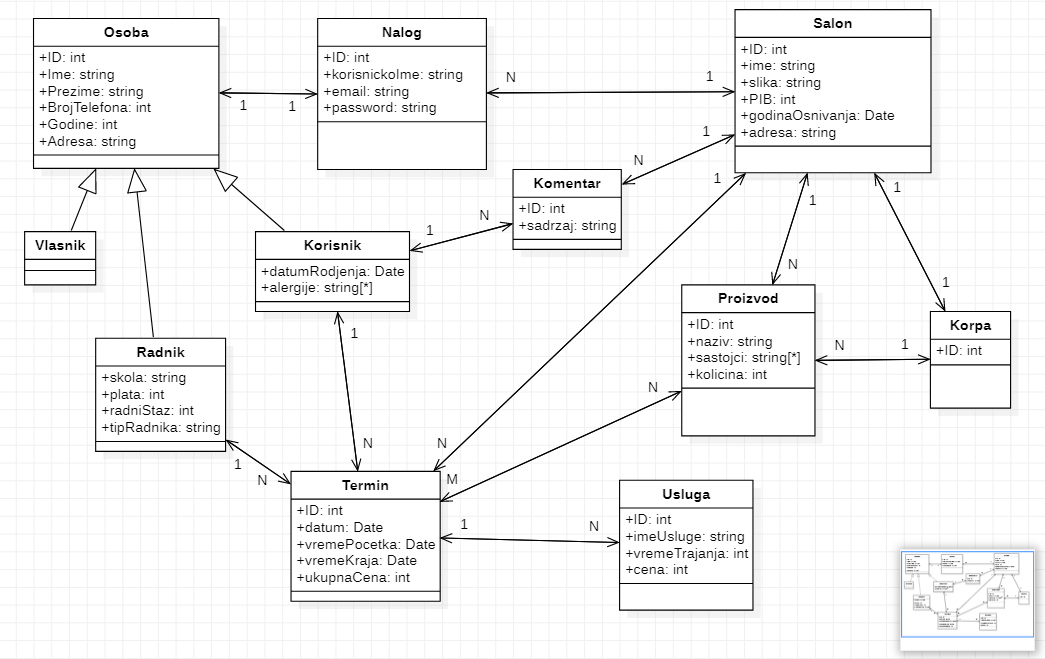 Osoba
+ID: int
+Ime: string
+Prezime: string
+BrojTelefona: int
+Godine: int
+Adresa: string
Nalog
+ID: int
+korisnickoIme: string
+email: string
+password: string
Salon
+ID: int
+ime: string
+slika: string
+PIB: int
+godinaOsnivanja: Date
+adresa: string
1
1
N
1
1
N
Komentar
+ID: int
+sadrzaj: string
1
N
1
1
1
Vlasnik
Korisnik
+datumRodjenja: Date
+alergije: string[*]
N
1
Proizvod
+ID: int
+naziv: string
+sastojci: string[*]
+kolicina: int
Korpa
+ID: int
N
1
Radnik
+skola: string
+plata: int
+radniStaz: int
+tipRadnika: string
1
N
1
N
N
N
M
Termin
+ID: int
+datum: Date
+vremePocetka: Date
+vremeKraja: Date
+ukupnaCena: int
1
N
Usluga
+ID: int
+imeUsluge: string
+vremeTrajanja: int
+cena: int